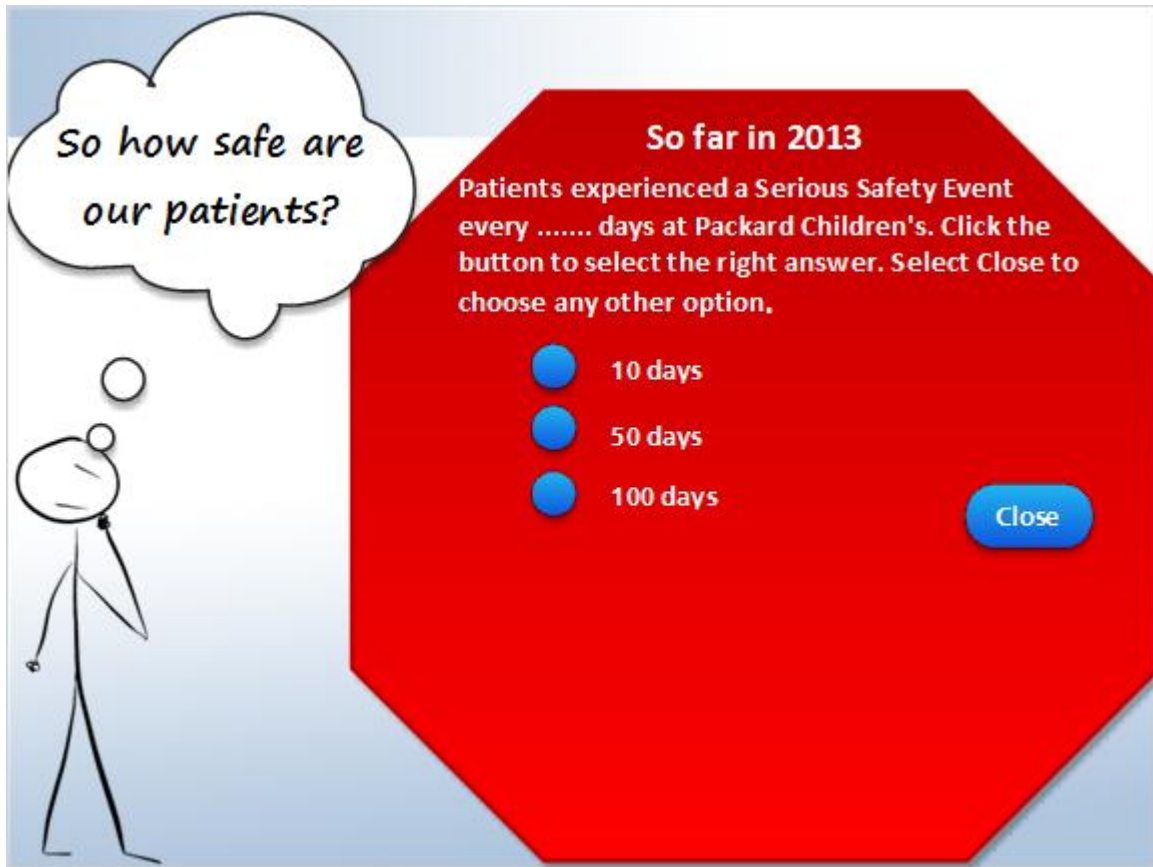 So how safe are
our patients?
So far in 2013
Patients experienced a Serious Safety Event
every ....... days at Packard Children's. Click the
button to select the right answer. Select Close to
choose any other option.
10 days
50 days
100 days
Close